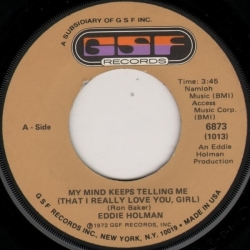 A SUBSIDIARY OF G S F INC.
GSF
RECORDS
Time: 3:45
Namloh
Music (BMI)
Access
Music Corp.
(BMI)
A - Side
6873
(1013)
An Eddie
Holman
Production
MY MIND KEEPS TELLING ME
(THAT I REALLY LOVE YOU, GIRL)
(Ron Baker)
EDDIE HOLMAN
℗ 1972 GSF RECORDS, INC.
G S F RECORDS, INC., NEW YORK, N.Y. 10019 • MADE IN USA